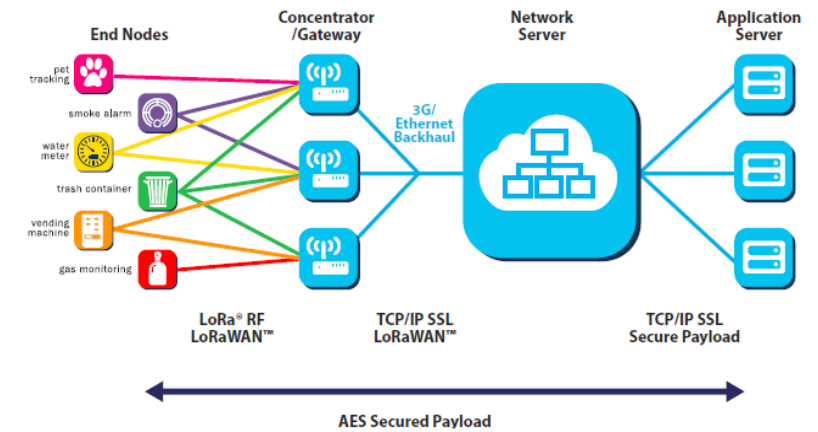 End Nodes
Concentrator
/Gateway
Network
Server
Application
Server
pet
tracking
smoke alarm
water
meter
trash container
vending
machine
gas monitoring
3G/
Ethernet
Backhaul
LoRa® RF
LoRaWAN™
TCP/IP SSL
LoRaWAN™
TCP/IP SSL
Secure Payload
AES Secured Payload